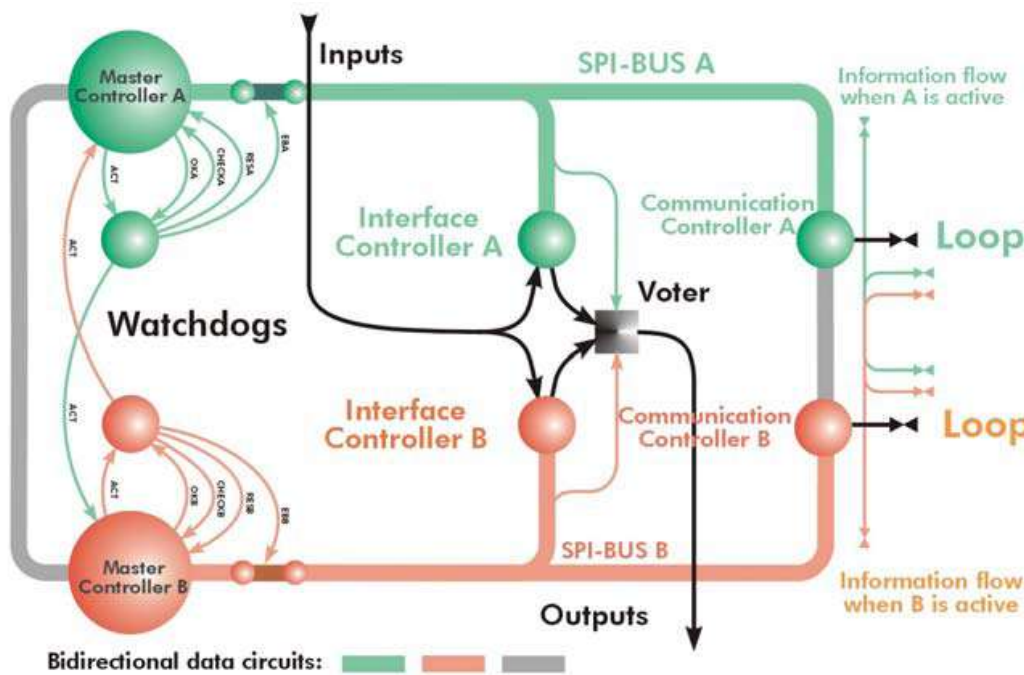 Inputs
SPI-BUS A
Master
Controller A
Information flow
when A is active
EBA
RESA
CHECKA
OKA
ACT
Interface
Controller A
Communication
Controller A
Loop
ACT
Watchdogs
Voter
ACT
Interface
Controller B
Communication
Controller B
Loop
ACT
OKB
CHECKB
RESB
EBB
SPI-BUS B
Master
Controller B
Information flow
when B is active
Outputs
Bidirectional data circuits: